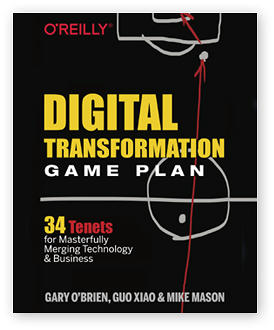 O'REILLY®
DIGITAL
TRANSFORMATION
GAME PLAN
34 Tenets
for Masterfully
Merging Technology
& Business
GARY O'BRIEN, GUO XIAO & MIKE MASON